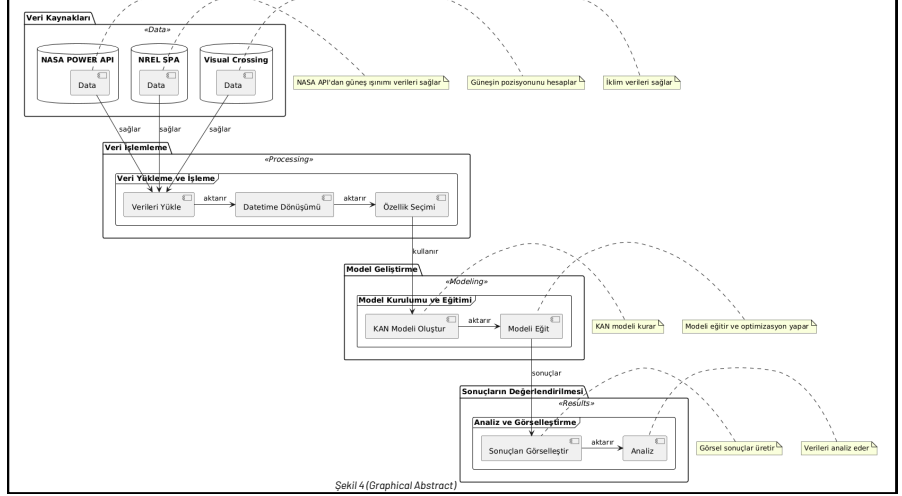 Veri Kaynakları
«Data»
NASA POWER API
NREL SPA
Visual Crossing
Data
Data
Data
NASA API'dan güneş ışınımı verileri sağlar
Güneşin pozisyonunu hesaplar
İklim verileri sağlar
sağlar
sağlar
sağlar
Veri İşlemleme
«Processing»
Veri Yükleme ve İşleme
Verileri Yükle
aktarır
Datetime Dönüşümü
aktarır
Özellik Seçimi
kullanır
Model Geliştirme
«Modeling»
Model Kurulumu ve Eğitimi
KAN Modeli Oluştur
aktarır
Modeli Eğit
KAN modeli kurar
Modeli eğitir ve optimizasyon yapar
sonuçlar
Sonuçların Değerlendirilmesi
«Results»
Analiz ve Görselleştirme
Sonuçları Görselleştir
aktarır
Analiz
Görsel sonuçlar üretir
Verileri analiz eder
Şekil 4 (Graphical Abstract)